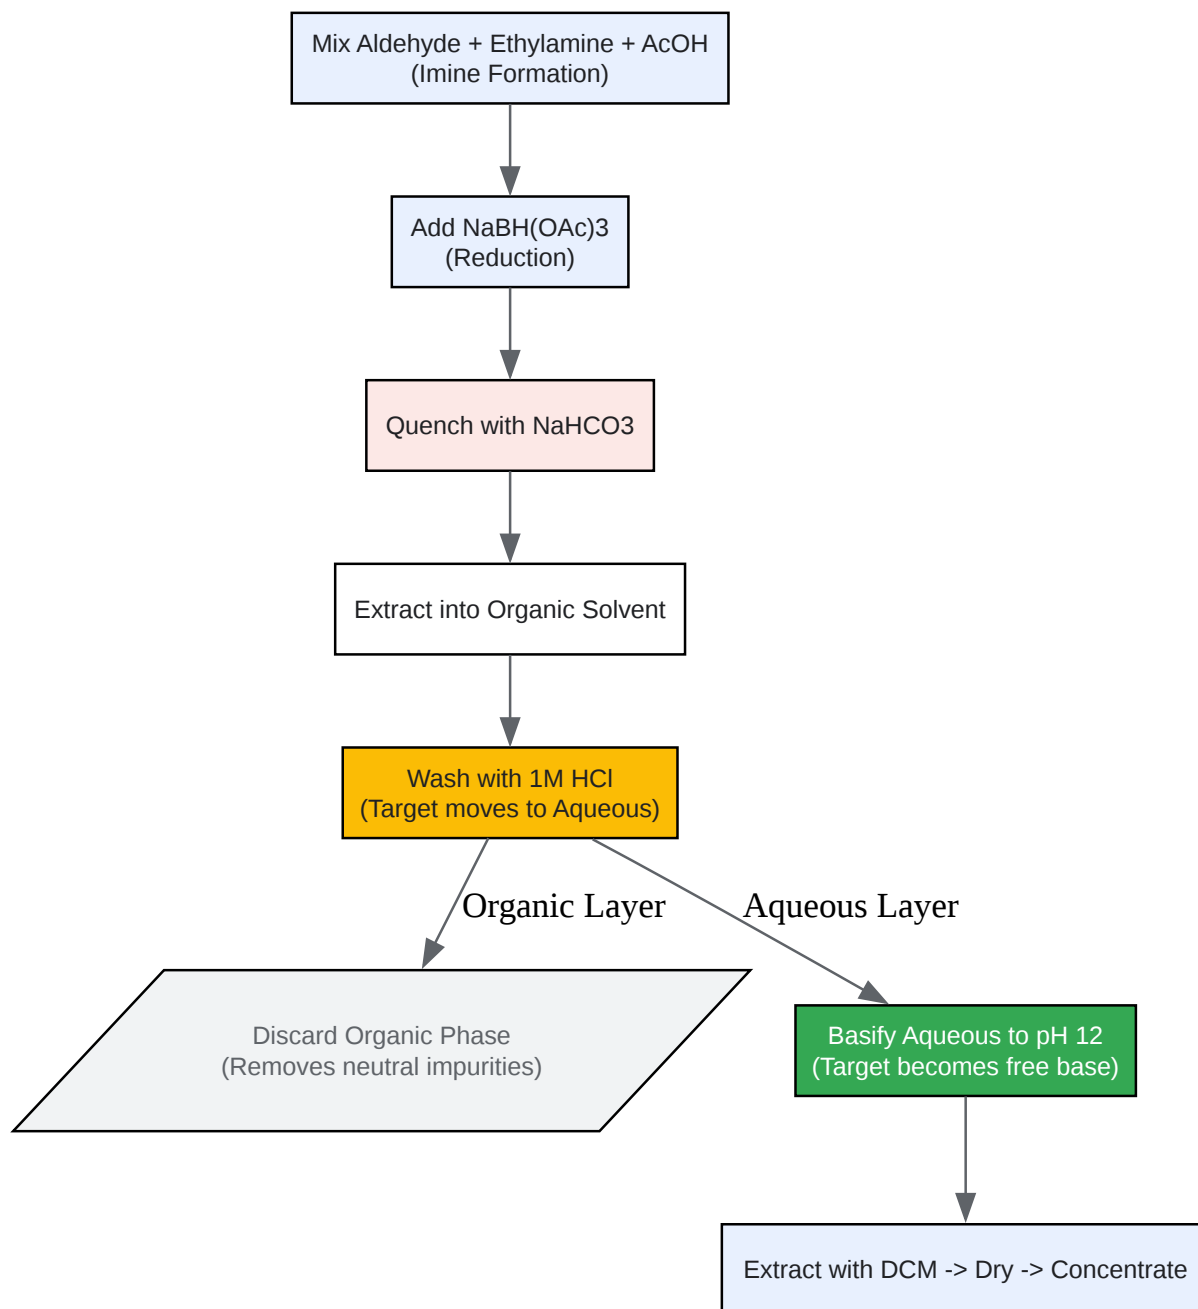 Mix Aldehyde + Ethylamine + AcOH
(Imine Formation)
Add NaBH(OAc)3
(Reduction)
Quench with NaHCO3
Extract into Organic Solvent
Wash with 1M HCl
(Target moves to Aqueous)
Organic Layer
Aqueous Layer
Discard Organic Phase
(Removes neutral impurities)
Basify Aqueous to pH 12
(Target becomes free base)
Extract with DCM -> Dry -> Concentrate